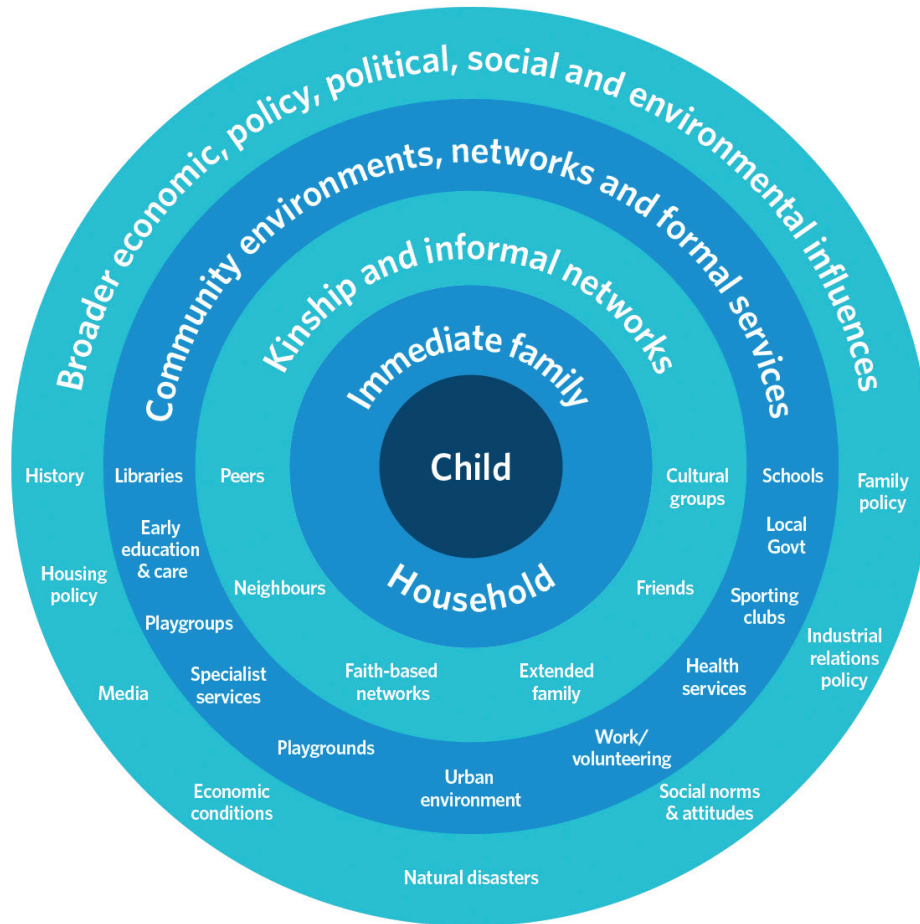 Broader economic, policy, political, social and environmental influences
Community environments, networks and formal services
Kinship and informal networks
Immediate family
Child
Household
Peers
Neighbours
Faith-based
networks
Extended
family
Friends
Cultural
groups
Libraries
Early
education
& care
Playgroups
Specialist
services
Playgrounds
Urban
environment
Work/
volunteering
Health
services
Sporting
clubs
Local
Govt
Schools
History
Housing
policy
Media
Economic
conditions
Natural disasters
Social norms
& attitudes
Industrial
relations
policy
Family
policy